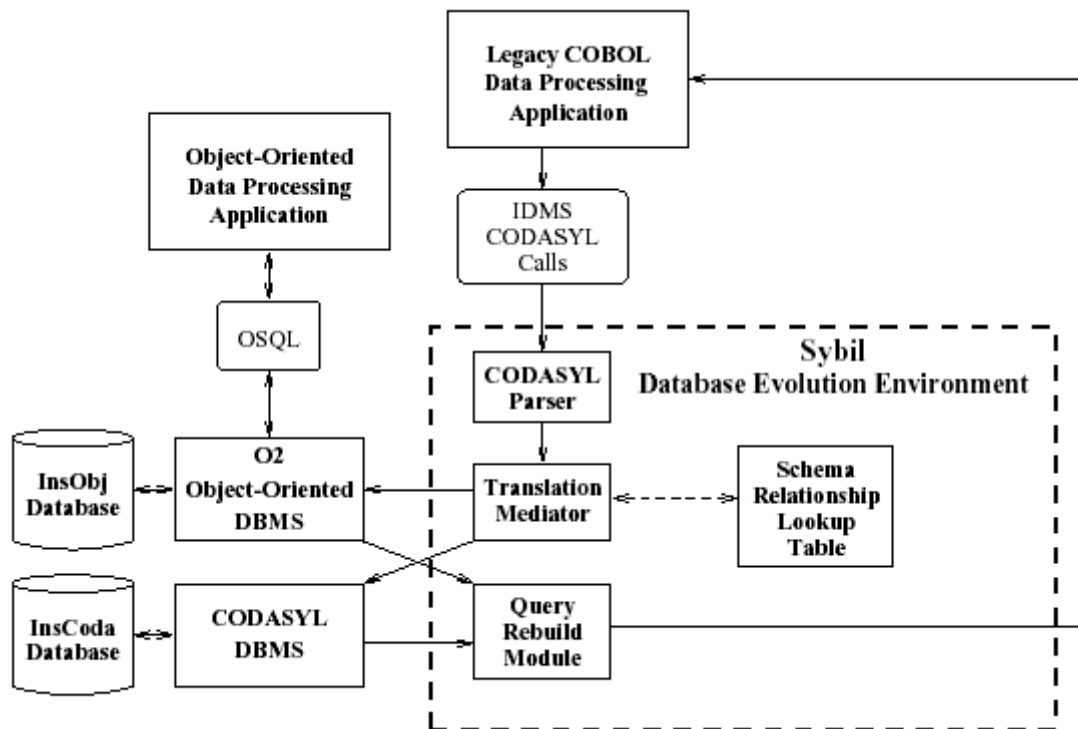 Legacy COBOL
Data Processing
Application
Object-Oriented
Data Processing
Application
IDMS
CODASYL
Calls
OSQL
Sybil
Database Evolution Environment
CODASYL
Parser
InsObj
Database
O2
Object-Oriented
DBMS
Translation
Mediator
Schema
Relationship
Lookup
Table
InsCoda
Database
CODASYL
DBMS
Query
Rebuild
Module